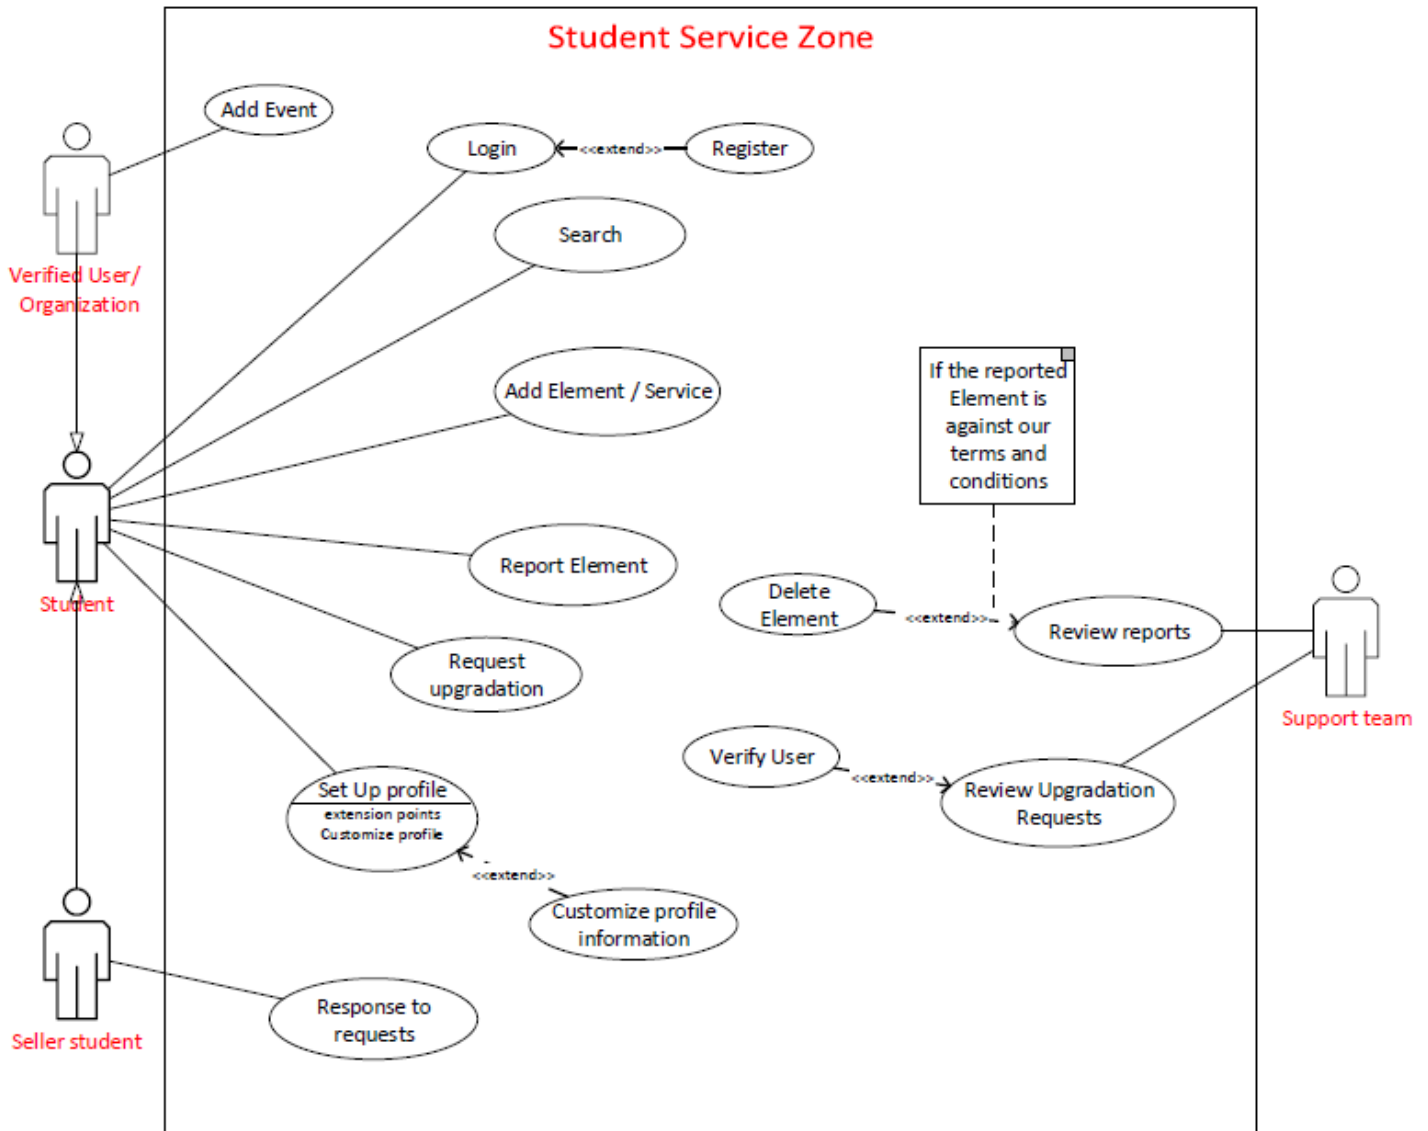 Student Service Zone
Add Event
Login
<<extend>>
Register
Search
Verified User/
Organization
Add Element / Service
If the reported
Element is
against our
terms and
conditions
Report Element
Student
Delete
Element
<<extend>>
Review reports
Request
upgradation
Support team
Verify User
<<extend>>
Review Upgradation
Requests
Set Up profile
extension points
Customize profile
<<extend>>
Customize profile
information
Response to
requests
Seller student